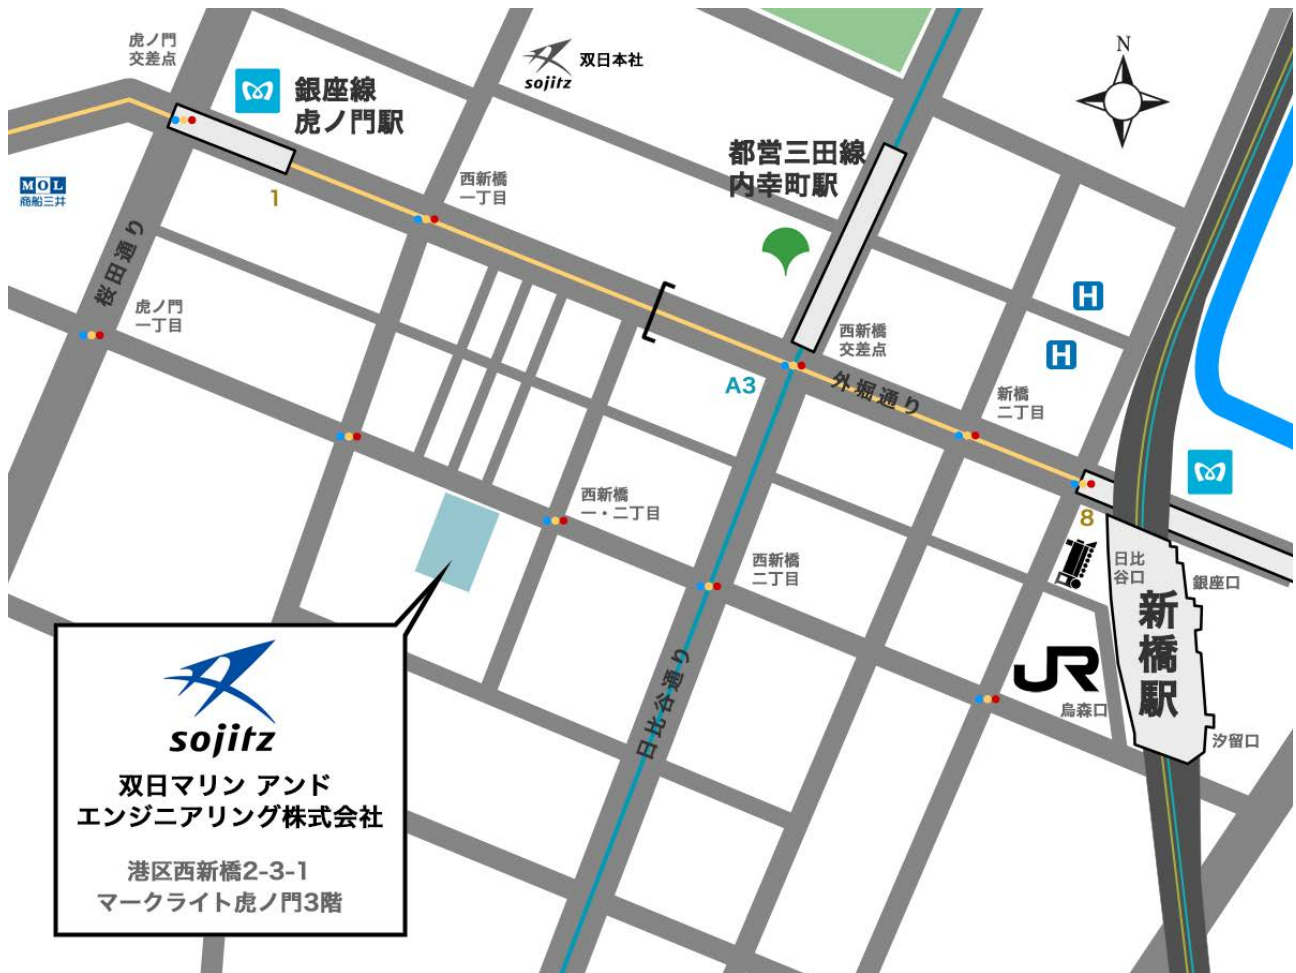 虎ノ門
交差点
銀座線
虎ノ門駅
sojitz
双日本社
N
都営三田線
内幸町駅
MOL
商船三井
1
西新橋
一丁目
桜田通り
虎ノ門
一丁目
H
H
西新橋
交差点
A3
外堀通り
新橋
二丁目
8
西新橋
一・二丁目
西新橋
二丁目
日比
谷口
銀座口
新橋駅
JR
烏森口
汐留口
日比谷通り
sojitz
双日マリン アンド
エンジニアリング株式会社
港区西新橋2-3-1
マークライト虎ノ門3階